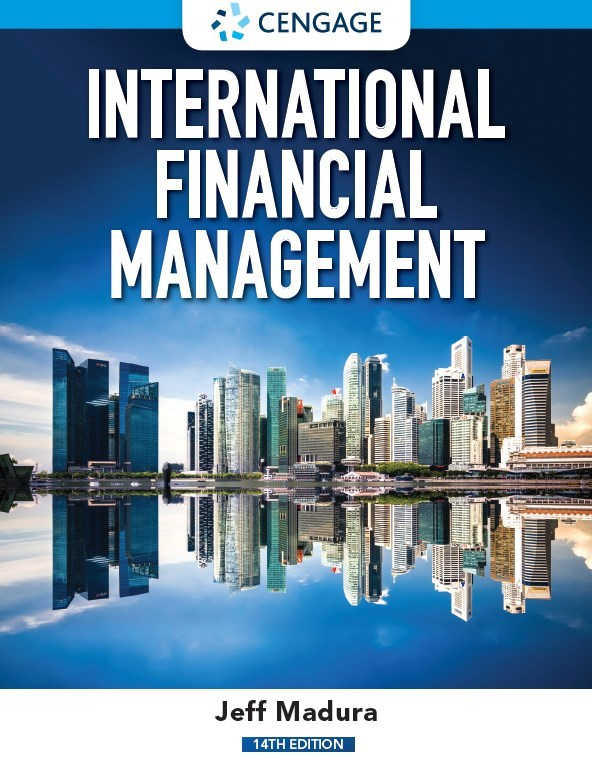 CENGAGE
INTERNATIONAL
FINANCIAL
MANAGEMENT
Jeff Madura
14TH EDITION